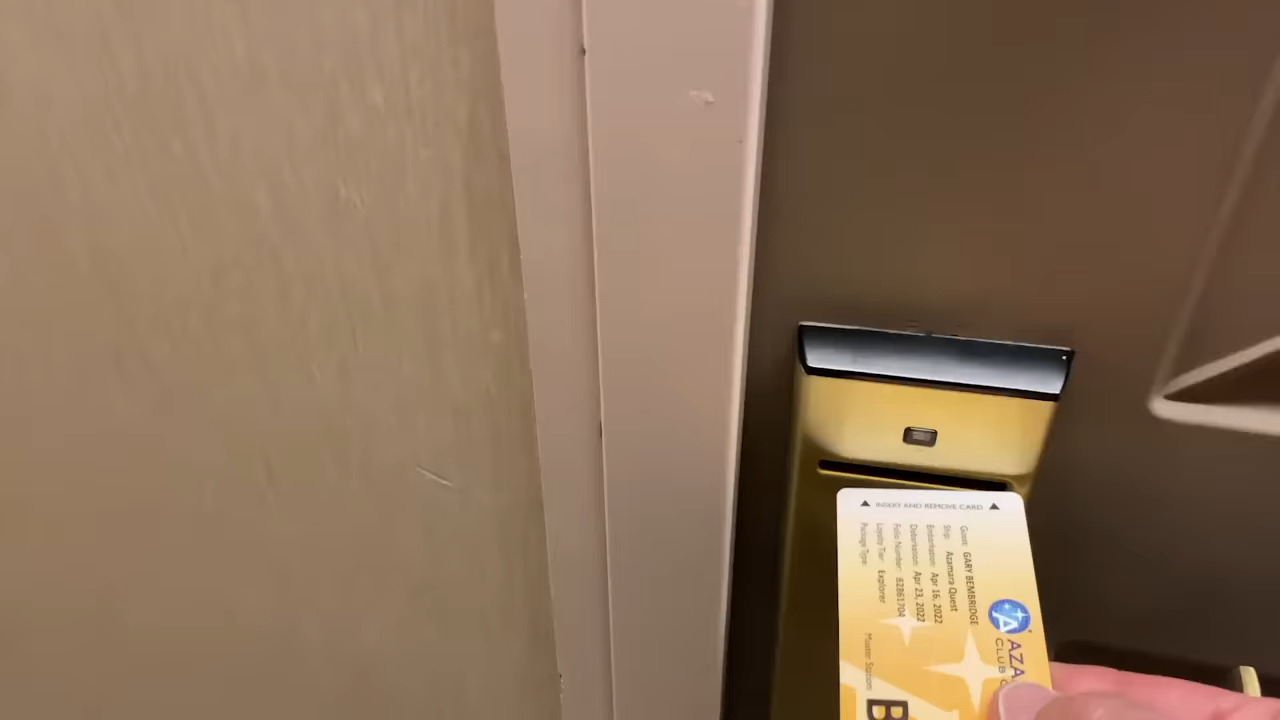 INSERT AND REMOVE CARD
AZA
CLUB C
Guest: GARY BEMBRIDGE
Ship: Azamara Quest
Embarkation: Apr 16, 2022
Debarkation: Apr 23, 2022
Folio Number: 82861704
Loyalty Tier: Explorer
Package Type:
Muster Station:
B